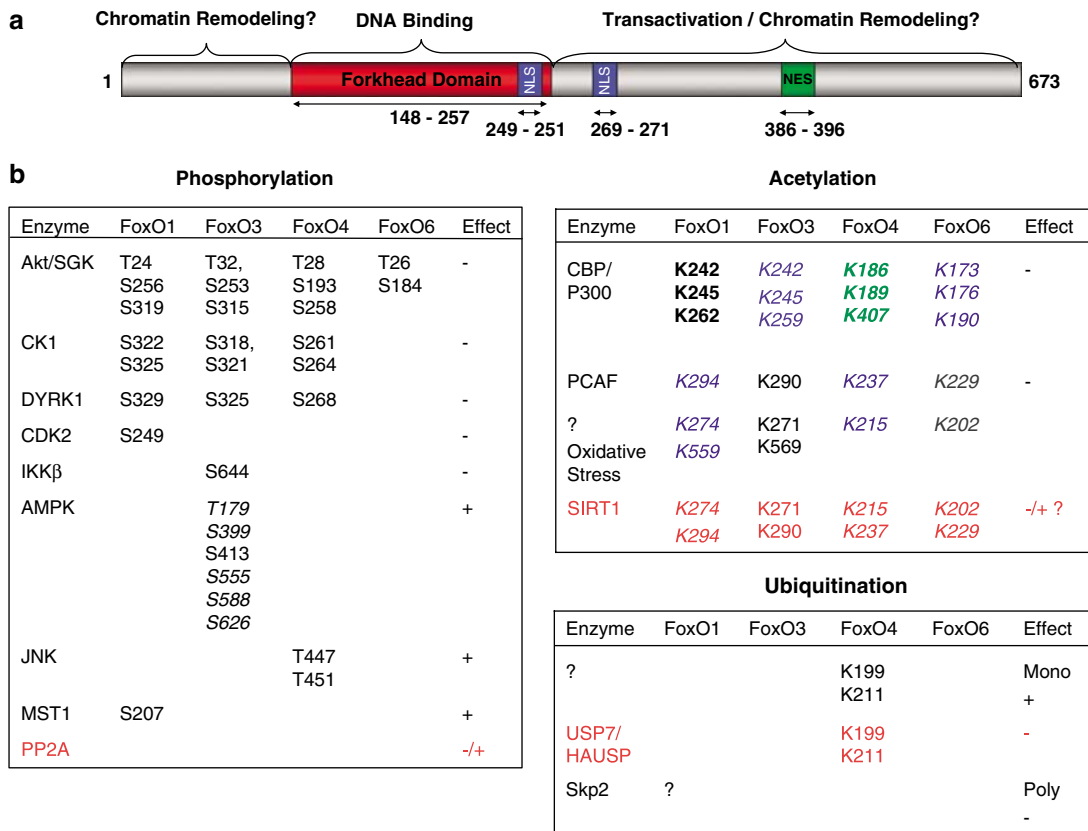 a
Chromatin Remodeling?
DNA Binding
Transactivation / Chromatin Remodeling?
1
Forkhead Domain
NLS
NLS
NES
673
148 - 257
249 - 251
269 - 271
386 - 396
b
Phosphorylation
Enzyme FoxO1 FoxO3 FoxO4 FoxO6 Effect
Akt/SGK T24 T32, T28 T26 -
S256 S253 S193 S184
S319 S315 S258
CK1 S322 S318, S261 -
S325 S321 S264
DYRK1 S329 S325 S268 -
CDK2 S249 -
IKKβ S644 -
AMPK T179 +
S399
S413
S555
S588
S626
JNK T447 +
T451
MST1 S207 +
PP2A -/+
Acetylation
Enzyme FoxO1 FoxO3 FoxO4 FoxO6 Effect
CBP/ K242 K242 K186 K173 -
P300 K245 K245 K189 K176
K262 K259 K407 K190
PCAF K294 K290 K237 K229 -
? K274 K271 K215 K202
Oxidative K559 K569
Stress
SIRT1 K274 K271 K215 K202 -/+ ?
K294 K290 K237 K229
Ubiquitination
Enzyme FoxO1 FoxO3 FoxO4 FoxO6 Effect
? K199 Mono
K211 +
USP7/ K199 -
HAUSP K211
Skp2 ? Poly
-